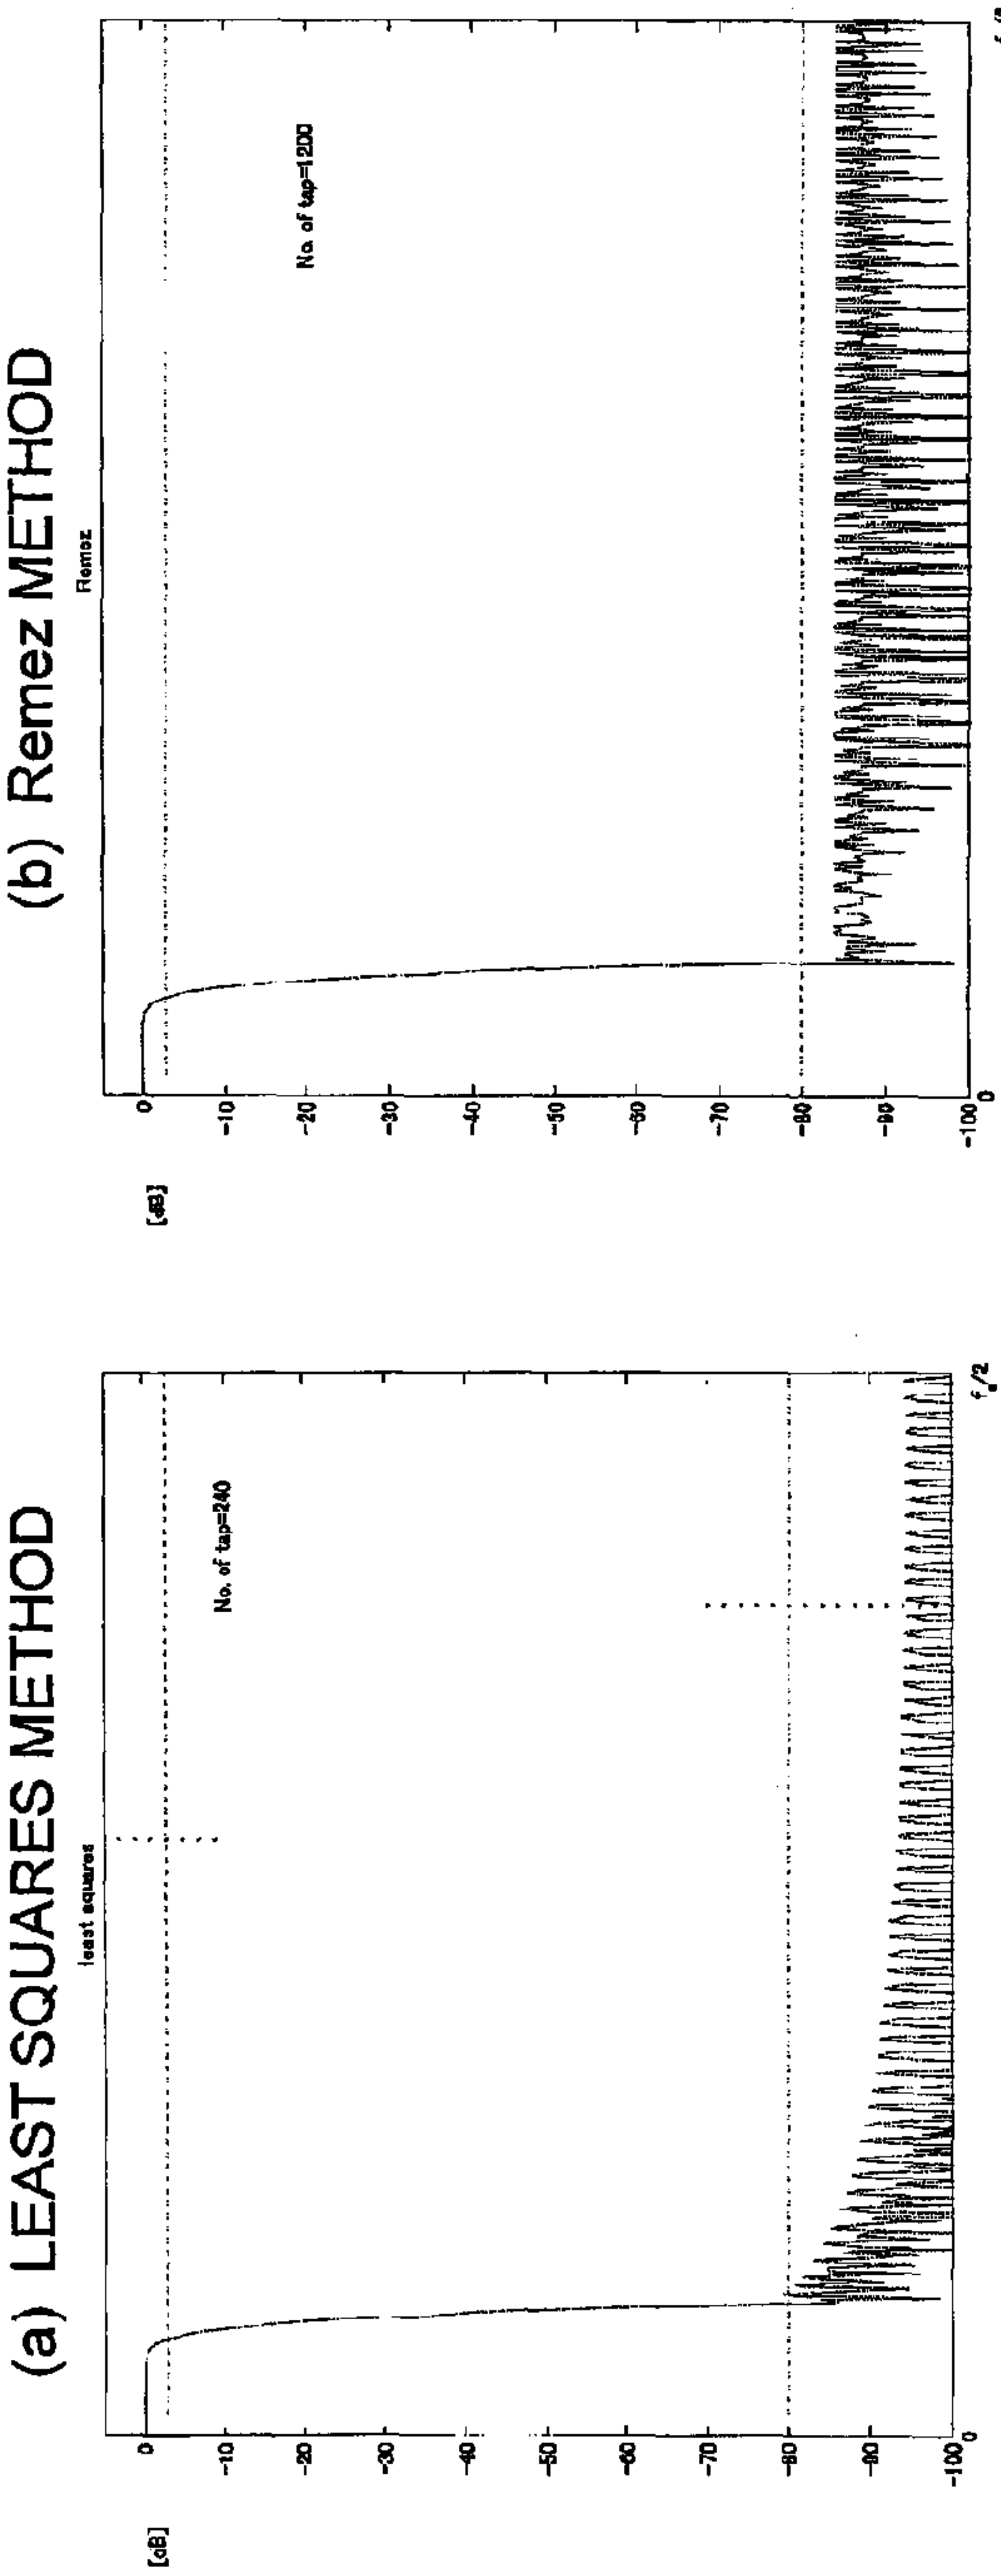 (a) LEAST SQUARES METHOD
least squares
[dB]
0
-10
-20
-30
-40
-50
-60
-70
-80
-90
-100
No. of tap=240
0
fs/2
(b) Remez METHOD
Remez
[dB]
0
-10
-20
-30
-40
-50
-60
-70
-80
-90
-100
No. of tap=1200
0